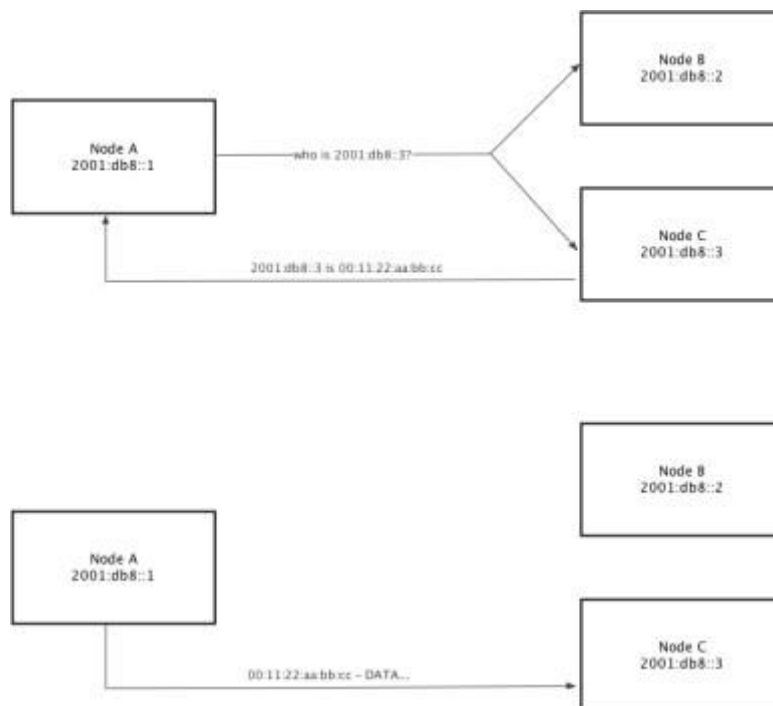 Node B
2001:db8::2
Node A
2001:db8::1
who is 2001:db8::3?
Node C
2001:db8::3
2001:db8::3 is 00:11:22:aa:bb:cc
Node B
2001:db8::2
Node A
2001:db8::1
Node C
2001:db8::3
00:11:22:aa:bb:cc – DATA...